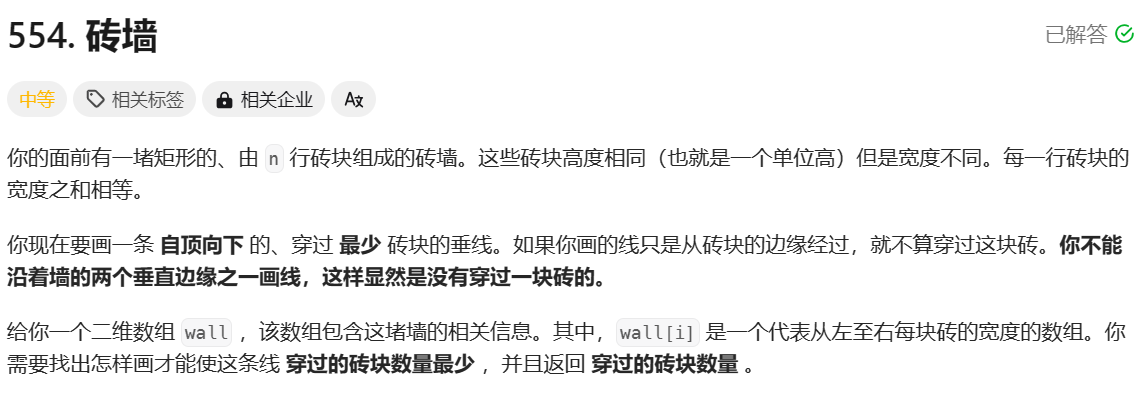 554. 砖墙
已解答
中等
相关标签
相关企业
你的面前有一堵矩形的、由 n 行砖块组成的砖墙。这些砖块高度相同（也就是一个单位高）但是宽度不同。每一行砖块的
宽度之和相等。
你现在要画一条 自顶向下 的、穿过 最少 砖块的垂线。如果你画的线只是从砖块的边缘经过，就不算穿过这块砖。你不能
沿着墙的两个垂直边缘之一画线，这样显然是没有穿过一块砖的。
给你一个二维数组 wall ，该数组包含这堵墙的相关信息。其中，wall[i] 是一个代表从左至右每块砖的宽度的数组。你
需要找出怎样画才能使这条线 穿过的砖块数量最少 ，并且返回 穿过的砖块数量 。